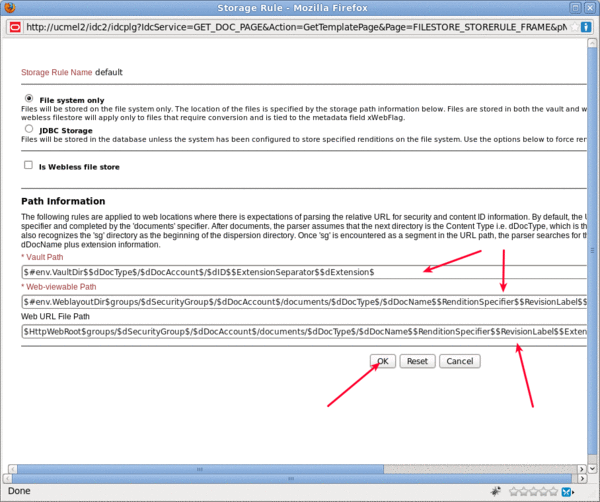 Storage Rule - Mozilla Firefox
http://ucmel2/idc2/idcplg?IdcService=GET_DOC_PAGE&Action=GetTemplatePage&Page=FILESTORE_STORERULE_FRAME&pN
Storage Rule Name default
File system only
Files will be stored on the file system only. The location of the files is specified by the storage path information below. Files are stored in both the vault and w
webless filestore will apply only to files that require conversion and is tied to the metadata field xWebFlag.
JDBC Storage
Files will be stored in the database unless the system has been configured to store specified renditions on the file system. Use the options below to force ren
Is Webless file store
Path Information
The following rules are applied to web locations where there is expectations of parsing the relative URL for security and content ID information. By default, the U
specifier and completed by the 'documents' specifier. After documents, the parser assumes that the next directory is the Content Type i.e. dDocType, which is th
also recognizes the 'sg' directory as the beginning of the dispersion directory. Once 'sg' is encountered as a segment in the URL path, the parser searches for th
dDocName plus extension information.
* Vault Path
$#env.VaultDir$$dDocType$/$dDocAccount$/$dID$$ExtensionSeparator$$dExtension$
* Web-viewable Path
$#env.WeblayoutDir$groups/$dSecurityGroup$/$dDocAccount$/documents/$dDocType$/$dDocName$$RenditionSpecifier$$RevisionLabel$$
Web URL File Path
$HttpWebRoot$groups/$dSecurityGroup$/$dDocAccount$/documents/$dDocType$/$dDocName$$RenditionSpecifier$$RevisionLabel$$Exten
OK Reset Cancel
Done